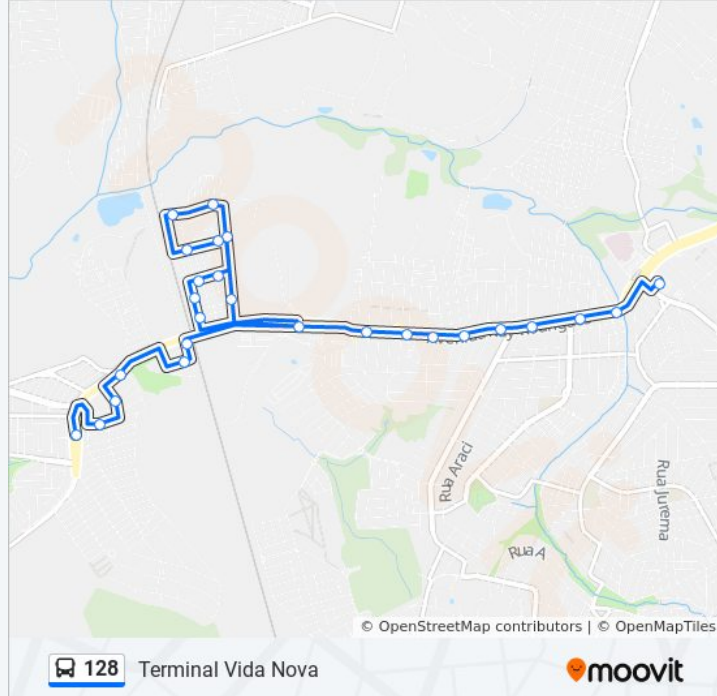 Rua Araci
Rua Jurema
Rua A
© OpenStreetMap contributors | © OpenMapTiles
128 Terminal Vida Nova
moovit